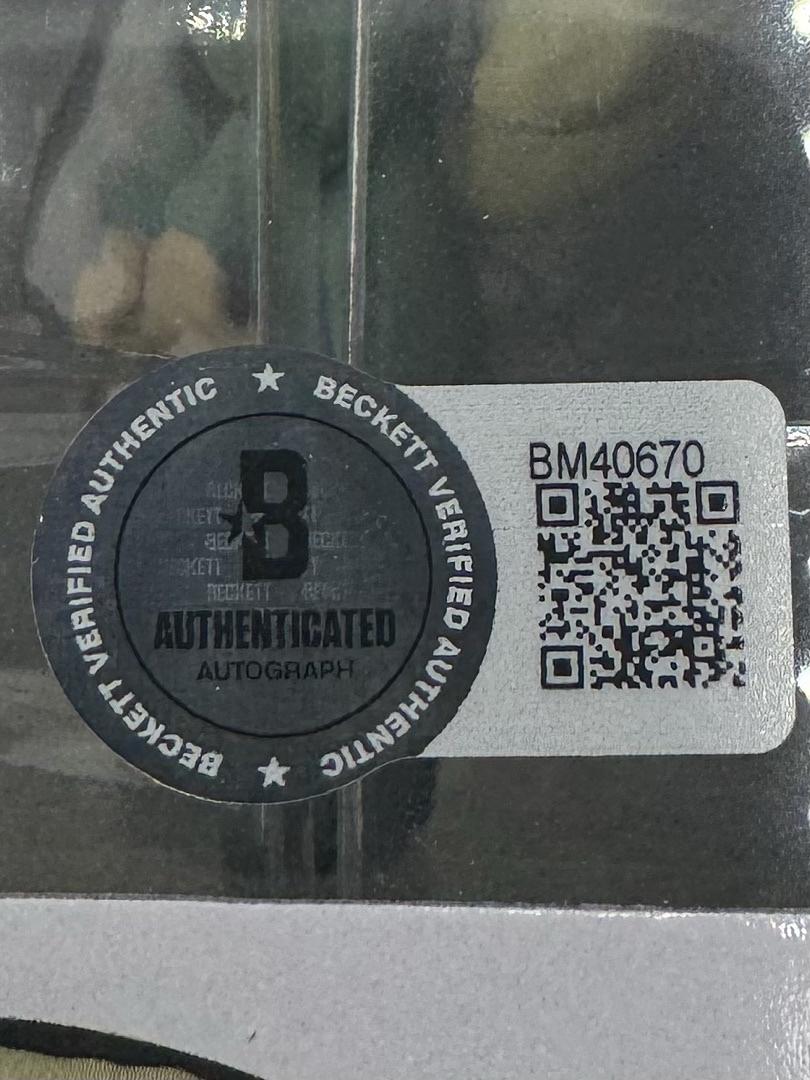 BECKETT VERIFIED AUTHENTIC
BECKETT VERIFIED AUTHENTIC
B
AUTHENTICATED
AUTOGRAPH
BM40670